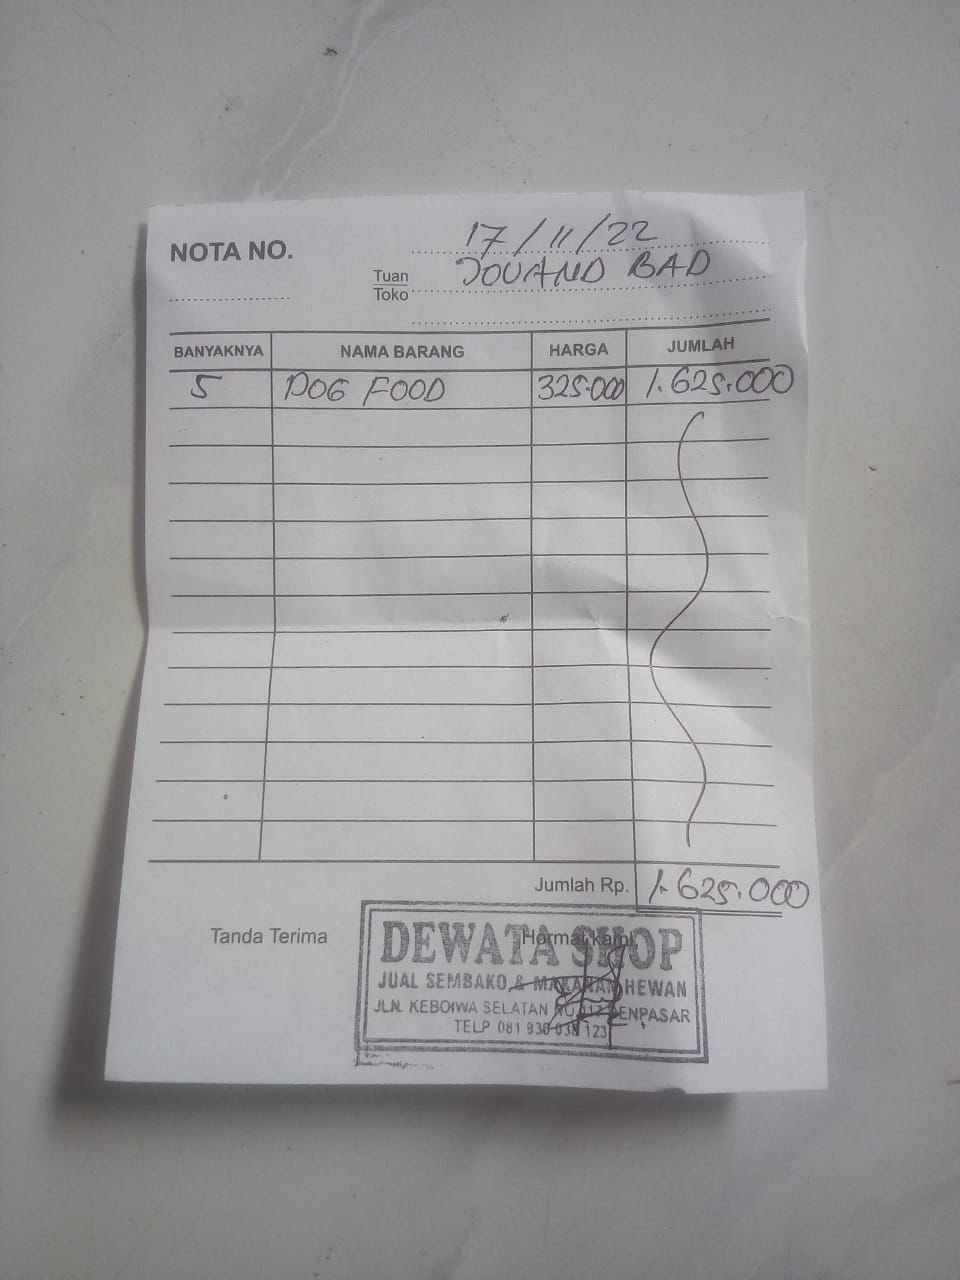 NOTA NO.
17/11/22
Tuan
Toko
BAD
BANYAKNYA NAMA BARANG HARGA JUMLAH
5 DOG FOOD 325.000 1.625.000
Jumlah Rp. 1.625.000
Tanda Terima
Hormat kami
DEWATA SHOP
JUAL SEMBAKO & MAKANAN HEWAN
JLN. KEBOIWA SELATAN NO DENPASAR
TELP 081 123